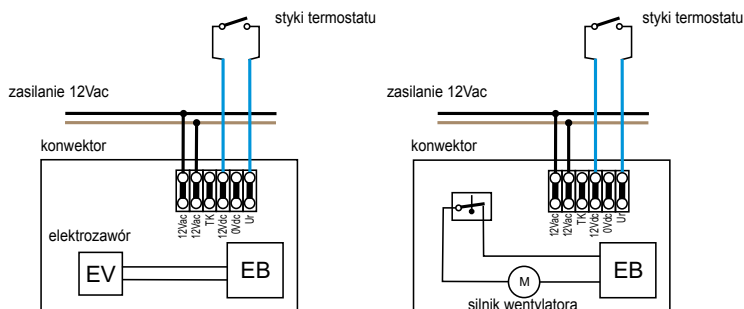 styki termostatu
zasilanie 12Vac
konwektor
12Vac
12Vac
TK
12Vdc
0Vdc
Ur
elektrozawór
EV
EB
styki termostatu
zasilanie 12Vac
konwektor
12Vac
12Vac
TK
12Vdc
0Vdc
Ur
M
EB
silnik wentylatora